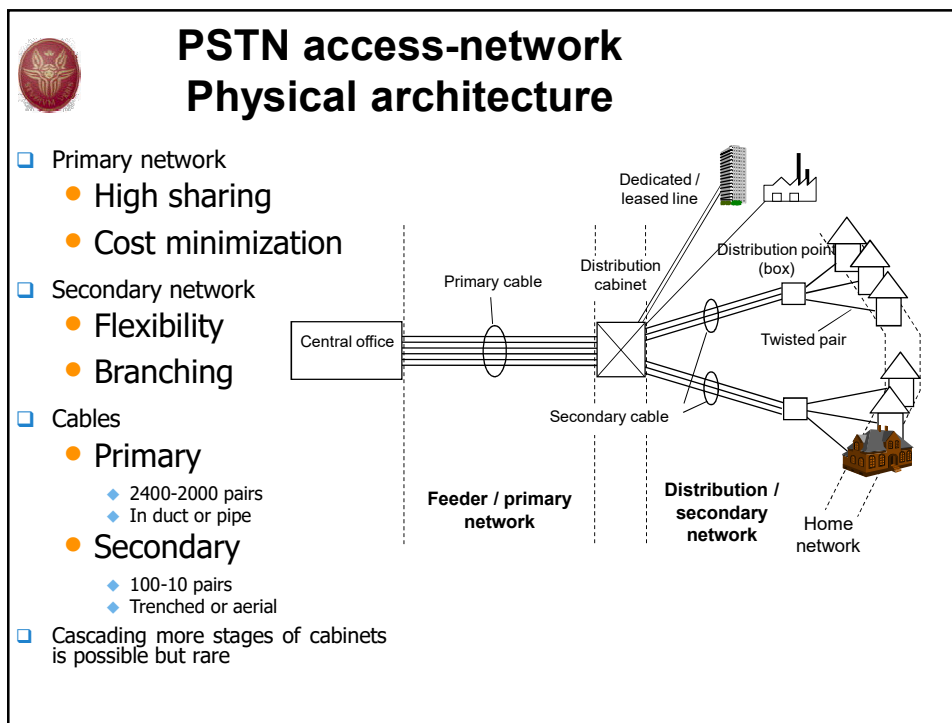 PSTN access-network
Physical architecture
Primary network
High sharing
Cost minimization
Secondary network
Flexibility
Branching
Cables
Primary
2400-2000 pairs
In duct or pipe
Secondary
100-10 pairs
Trenched or aerial
Cascading more stages of cabinets
is possible but rare
Dedicated /
leased line
Distribution point
(box)
Distribution
cabinet
Primary cable
Central office
Twisted pair
Secondary cable
Feeder / primary
network
Distribution /
secondary
network
Home
network